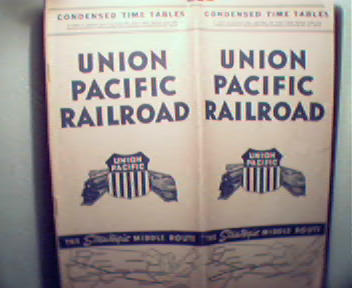 CONDENSED TIME TABLES
UNION
PACIFIC
RAILROAD
UNION
PACIFIC
THE Strategic MIDDLE ROUTE
CONDENSED TIME TABLES
UNION
PACIFIC
RAILROAD
UNION
PACIFIC
THE Strategic MIDDLE ROUTE